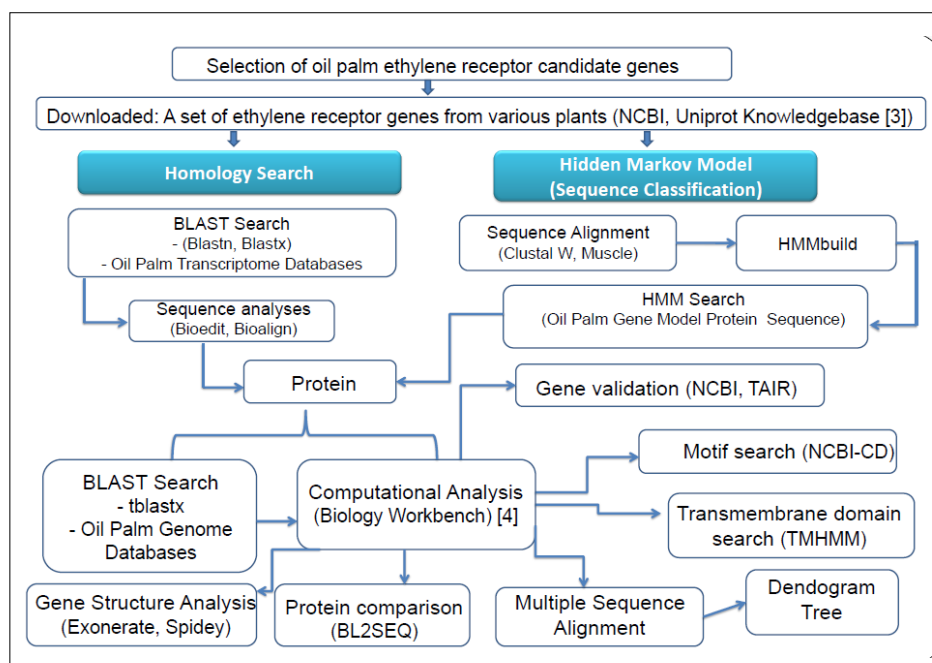 Selection of oil palm ethylene receptor candidate genes
Downloaded: A set of ethylene receptor genes from various plants (NCBI, Uniprot Knowledgebase [3])
Homology Search
Hidden Markov Model
(Sequence Classification)
BLAST Search
- (Blastn, Blastx)
- Oil Palm Transcriptome Databases
Sequence Alignment
(Clustal W, Muscle)
HMMbuild
Sequence analyses
(Bioedit, Bioalign)
HMM Search
(Oil Palm Gene Model Protein Sequence)
Protein
Gene validation (NCBI, TAIR)
BLAST Search
- tblastx
- Oil Palm Genome
Databases
Computational Analysis
(Biology Workbench) [4]
Motif search (NCBI-CD)
Transmembrane domain
search (TMHMM)
Gene Structure Analysis
(Exonerate, Spidey)
Protein comparison
(BL2SEQ)
Multiple Sequence
Alignment
Dendogram
Tree